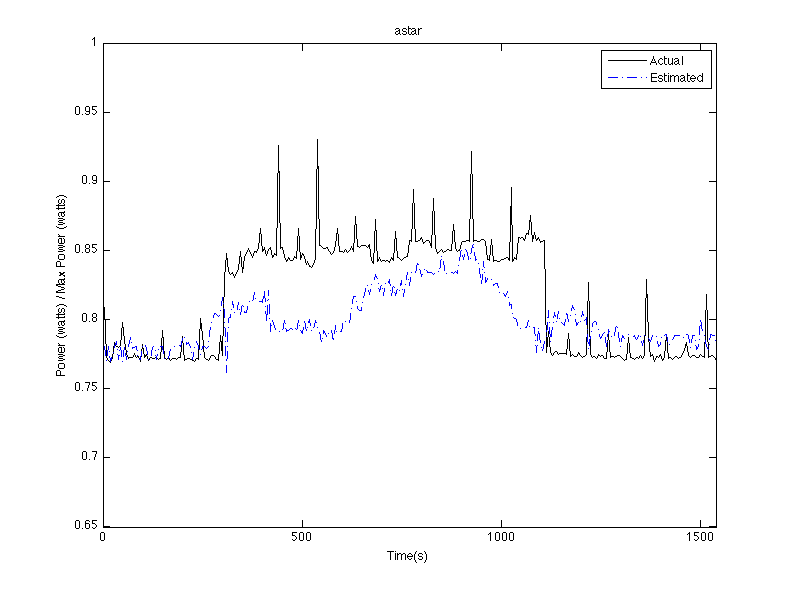 astar
Actual
Estimated
1
0.95
0.9
0.85
0.8
0.75
0.7
0.65
Power (watts) / Max Power (watts)
0
500
1000
1500
Time(s)